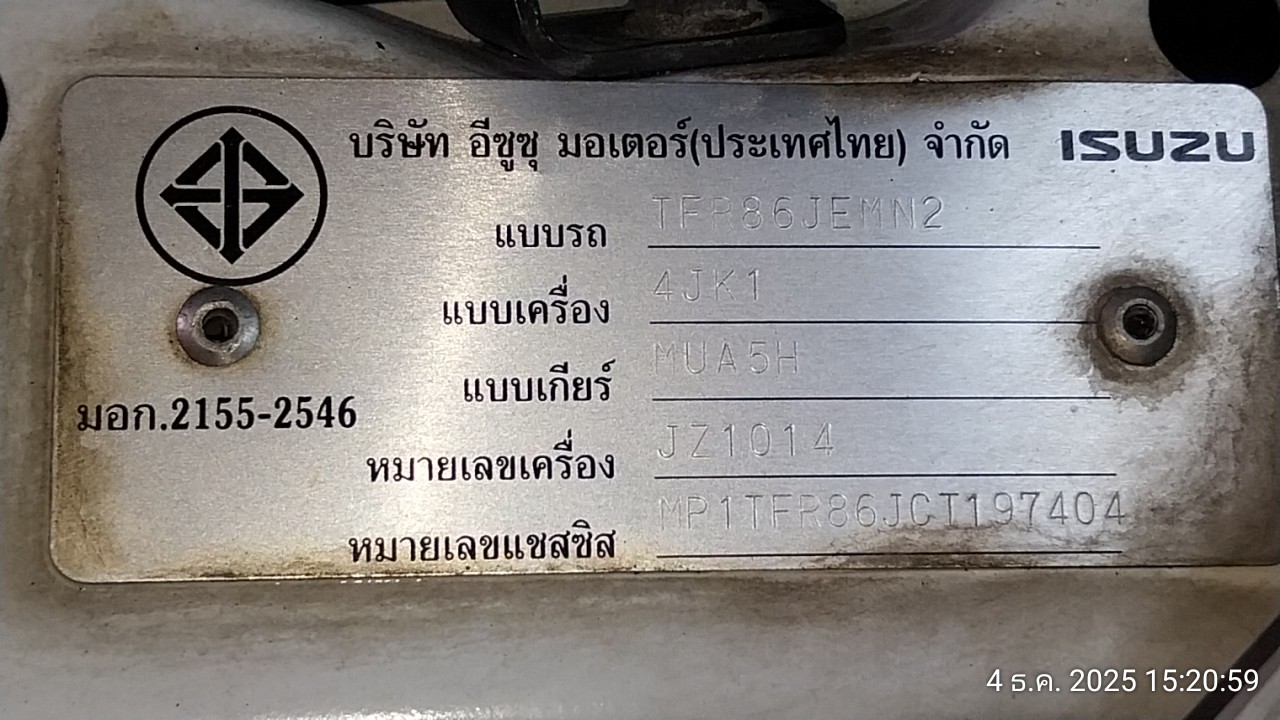 บริษัท อีซูซุ มอเตอร์(ประเทศไทย) จำกัด ISUZU
แบบรถ TFR86JEMN2
แบบเครื่อง 4JK1
แบบเกียร์ MUA5H
มอก.2155-2546
หมายเลขเครื่อง JZ1014
หมายเลขแชสซิส MP1TFR86JCT197404
4 ธ.ค. 2025 15:20:59